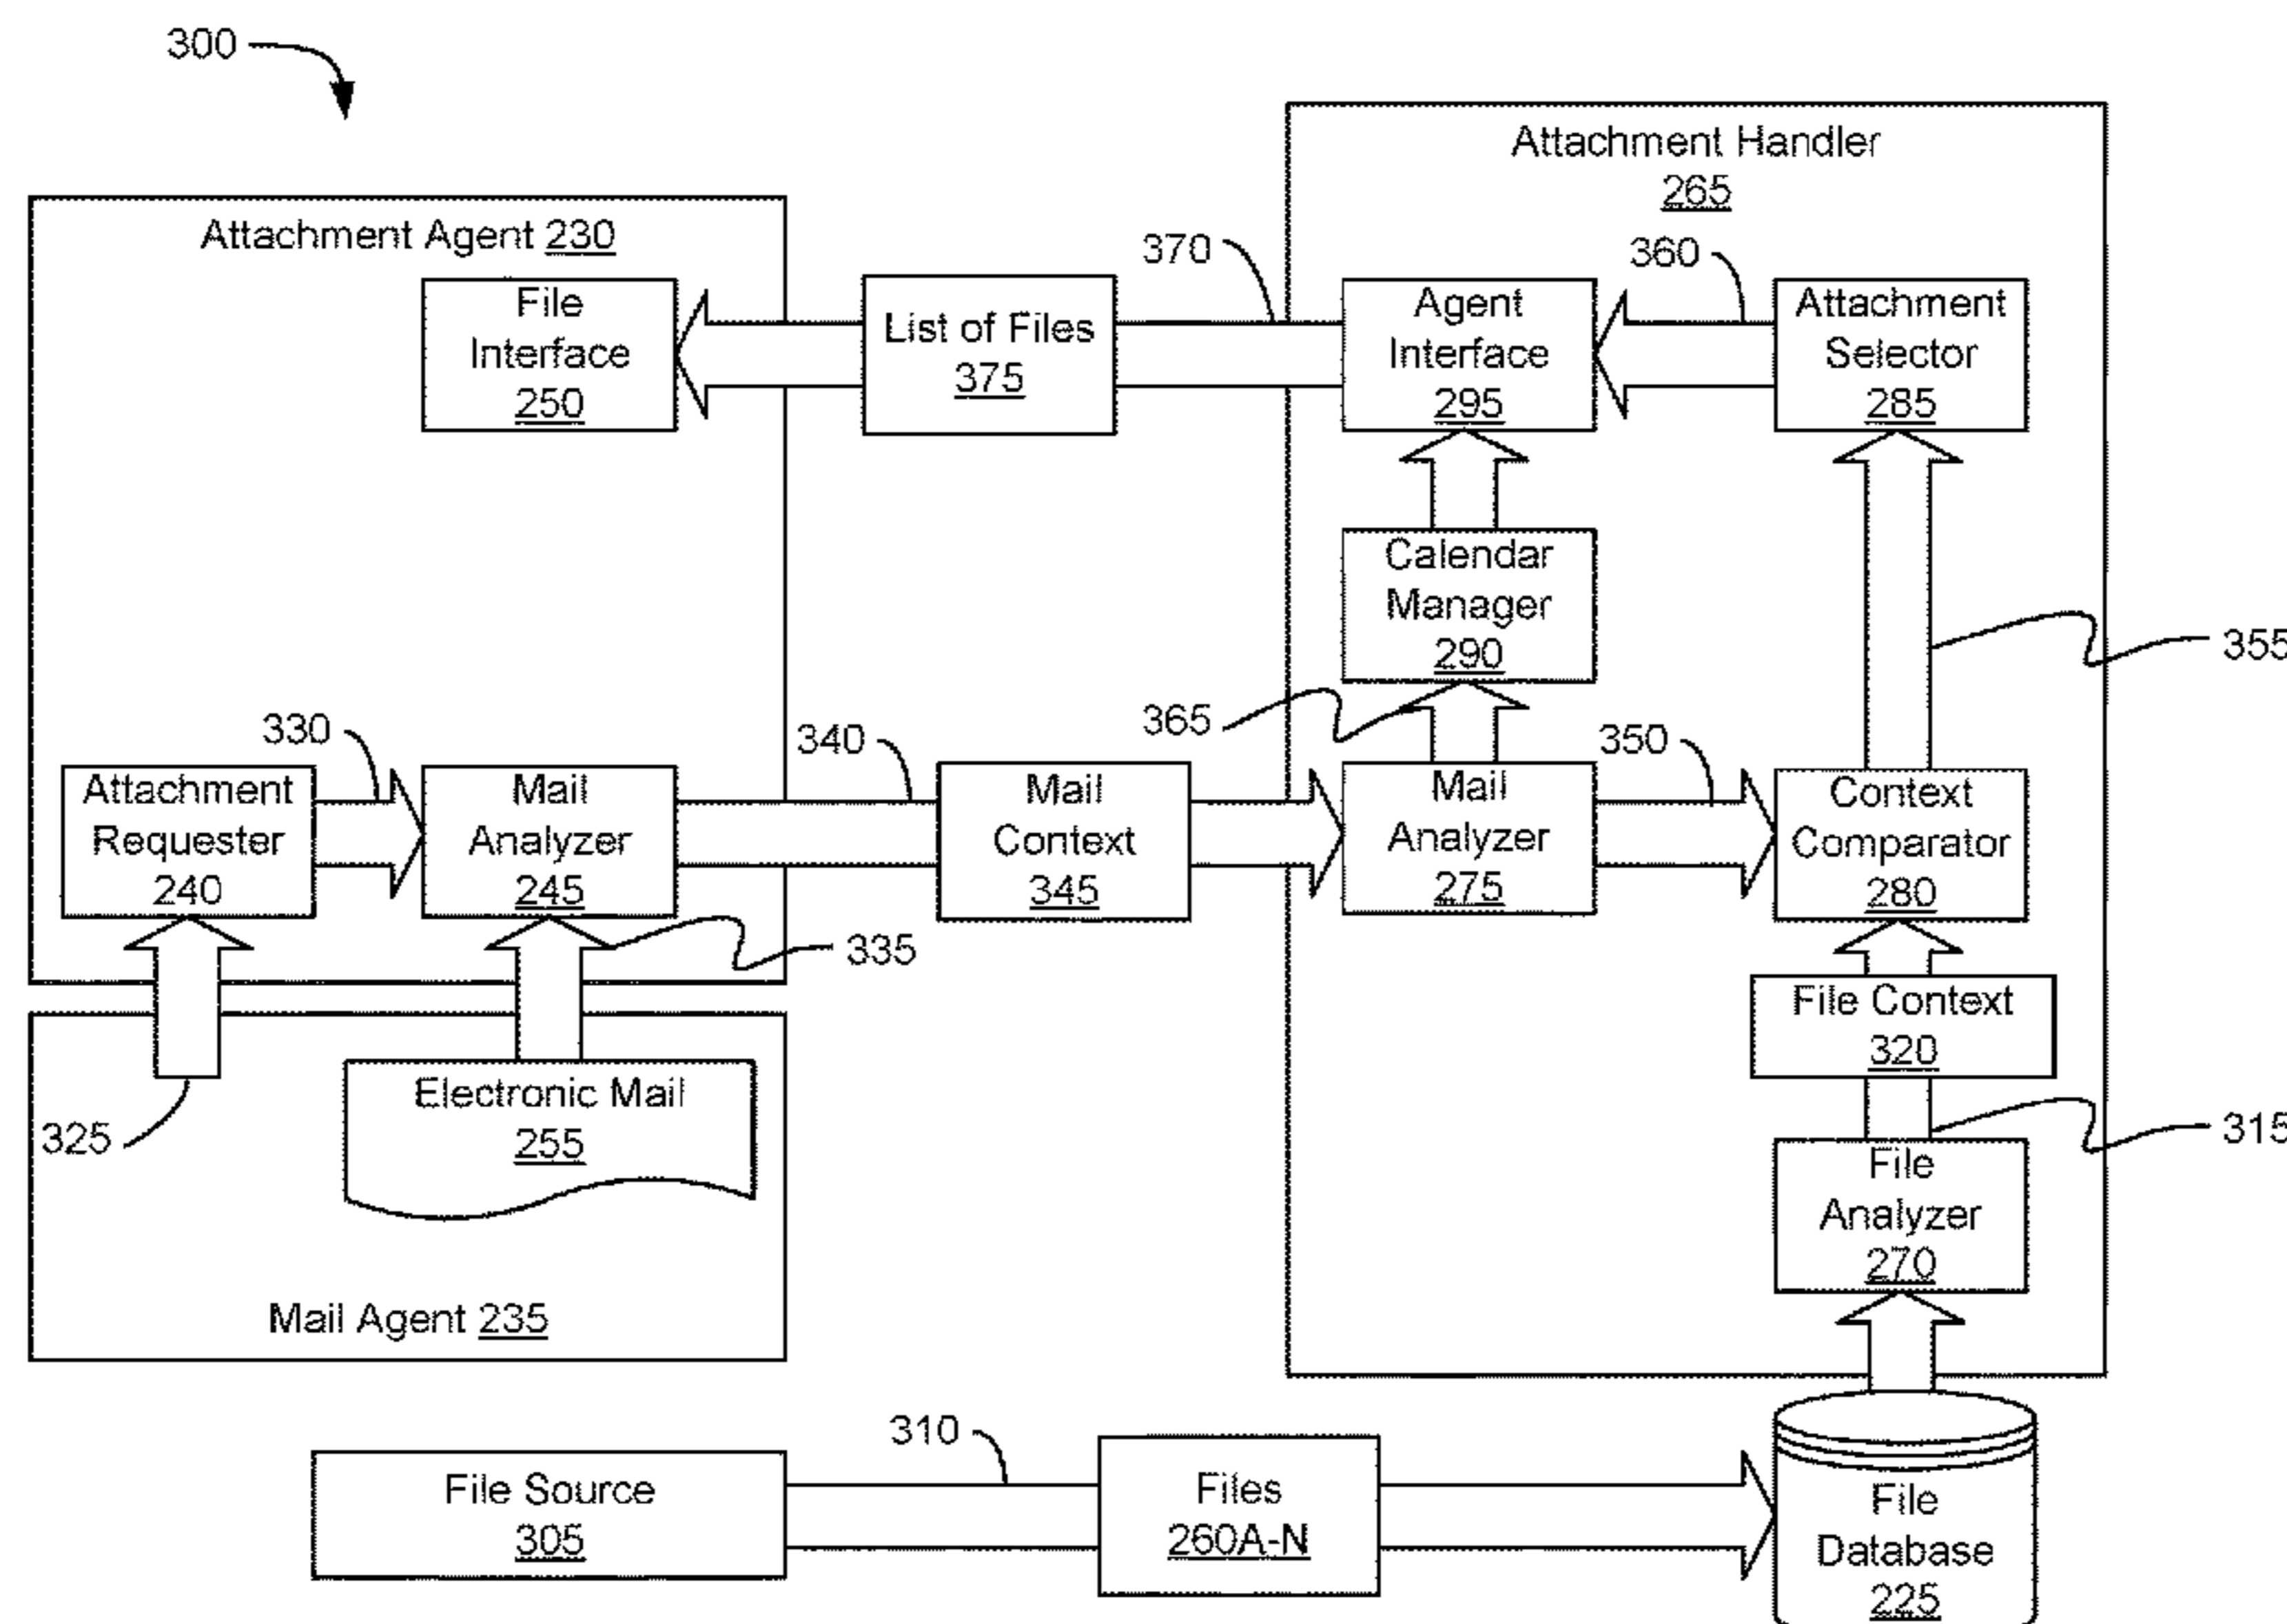 300
Attachment Handler
265
Attachment Agent 230
370
360
File
Interface
250
List of Files
375
Agent
Interface
295
Attachment
Selector
285
Calendar
Manager
290
355
365
330
340
350
Attachment
Requester
240
Mail
Analyzer
245
Mail
Context
345
Mail
Analyzer
275
Context
Comparator
280
335
File Context
320
Electronic Mail
255
325
315
File
Analyzer
270
Mail Agent 235
310
File Source
305
Files
260A-N
File
Database
225